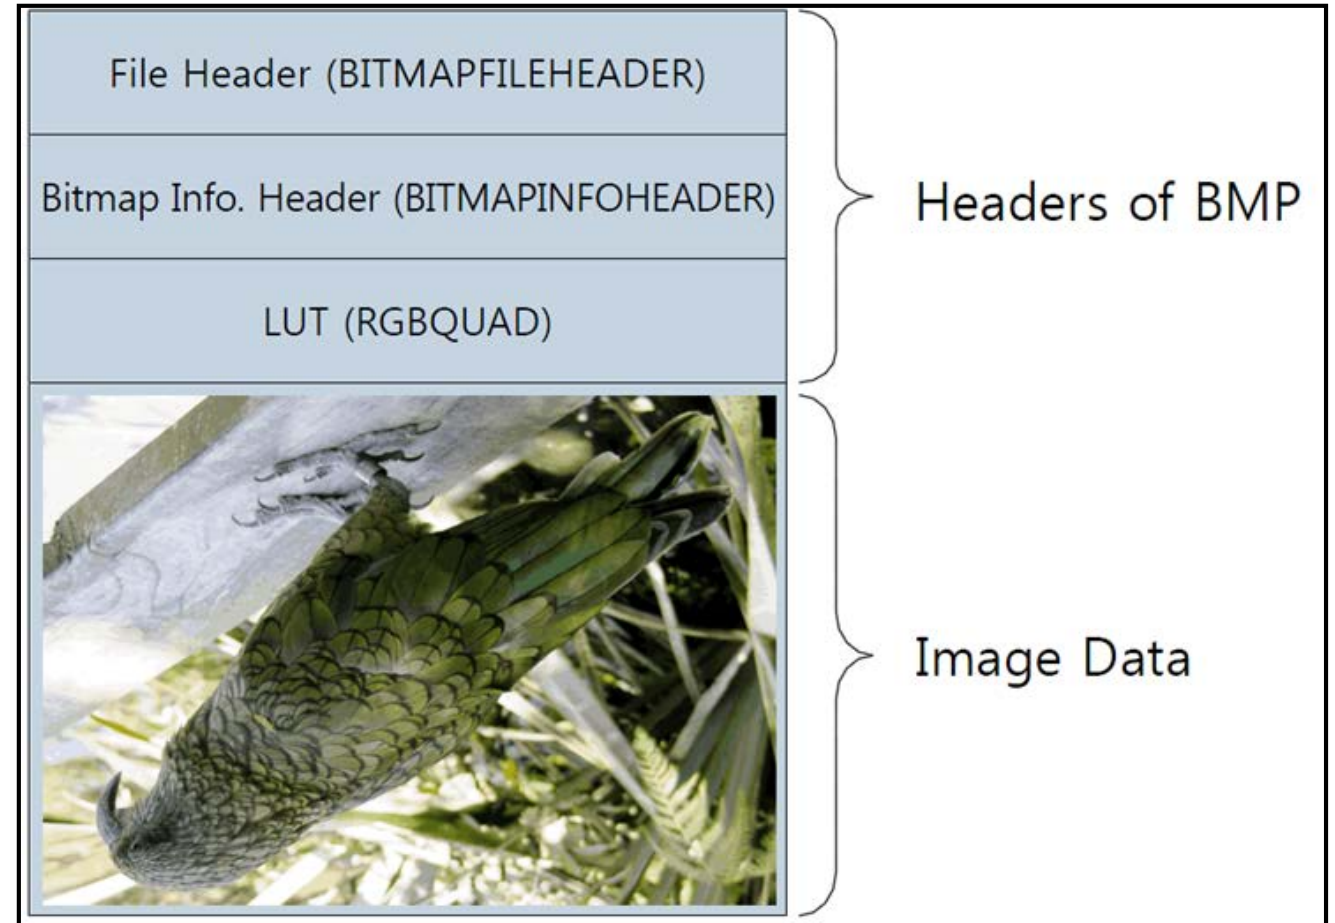 File Header (BITMAPFILEHEADER)
Bitmap Info. Header (BITMAPINFOHEADER)
Headers of BMP
LUT (RGBQUAD)
Image Data